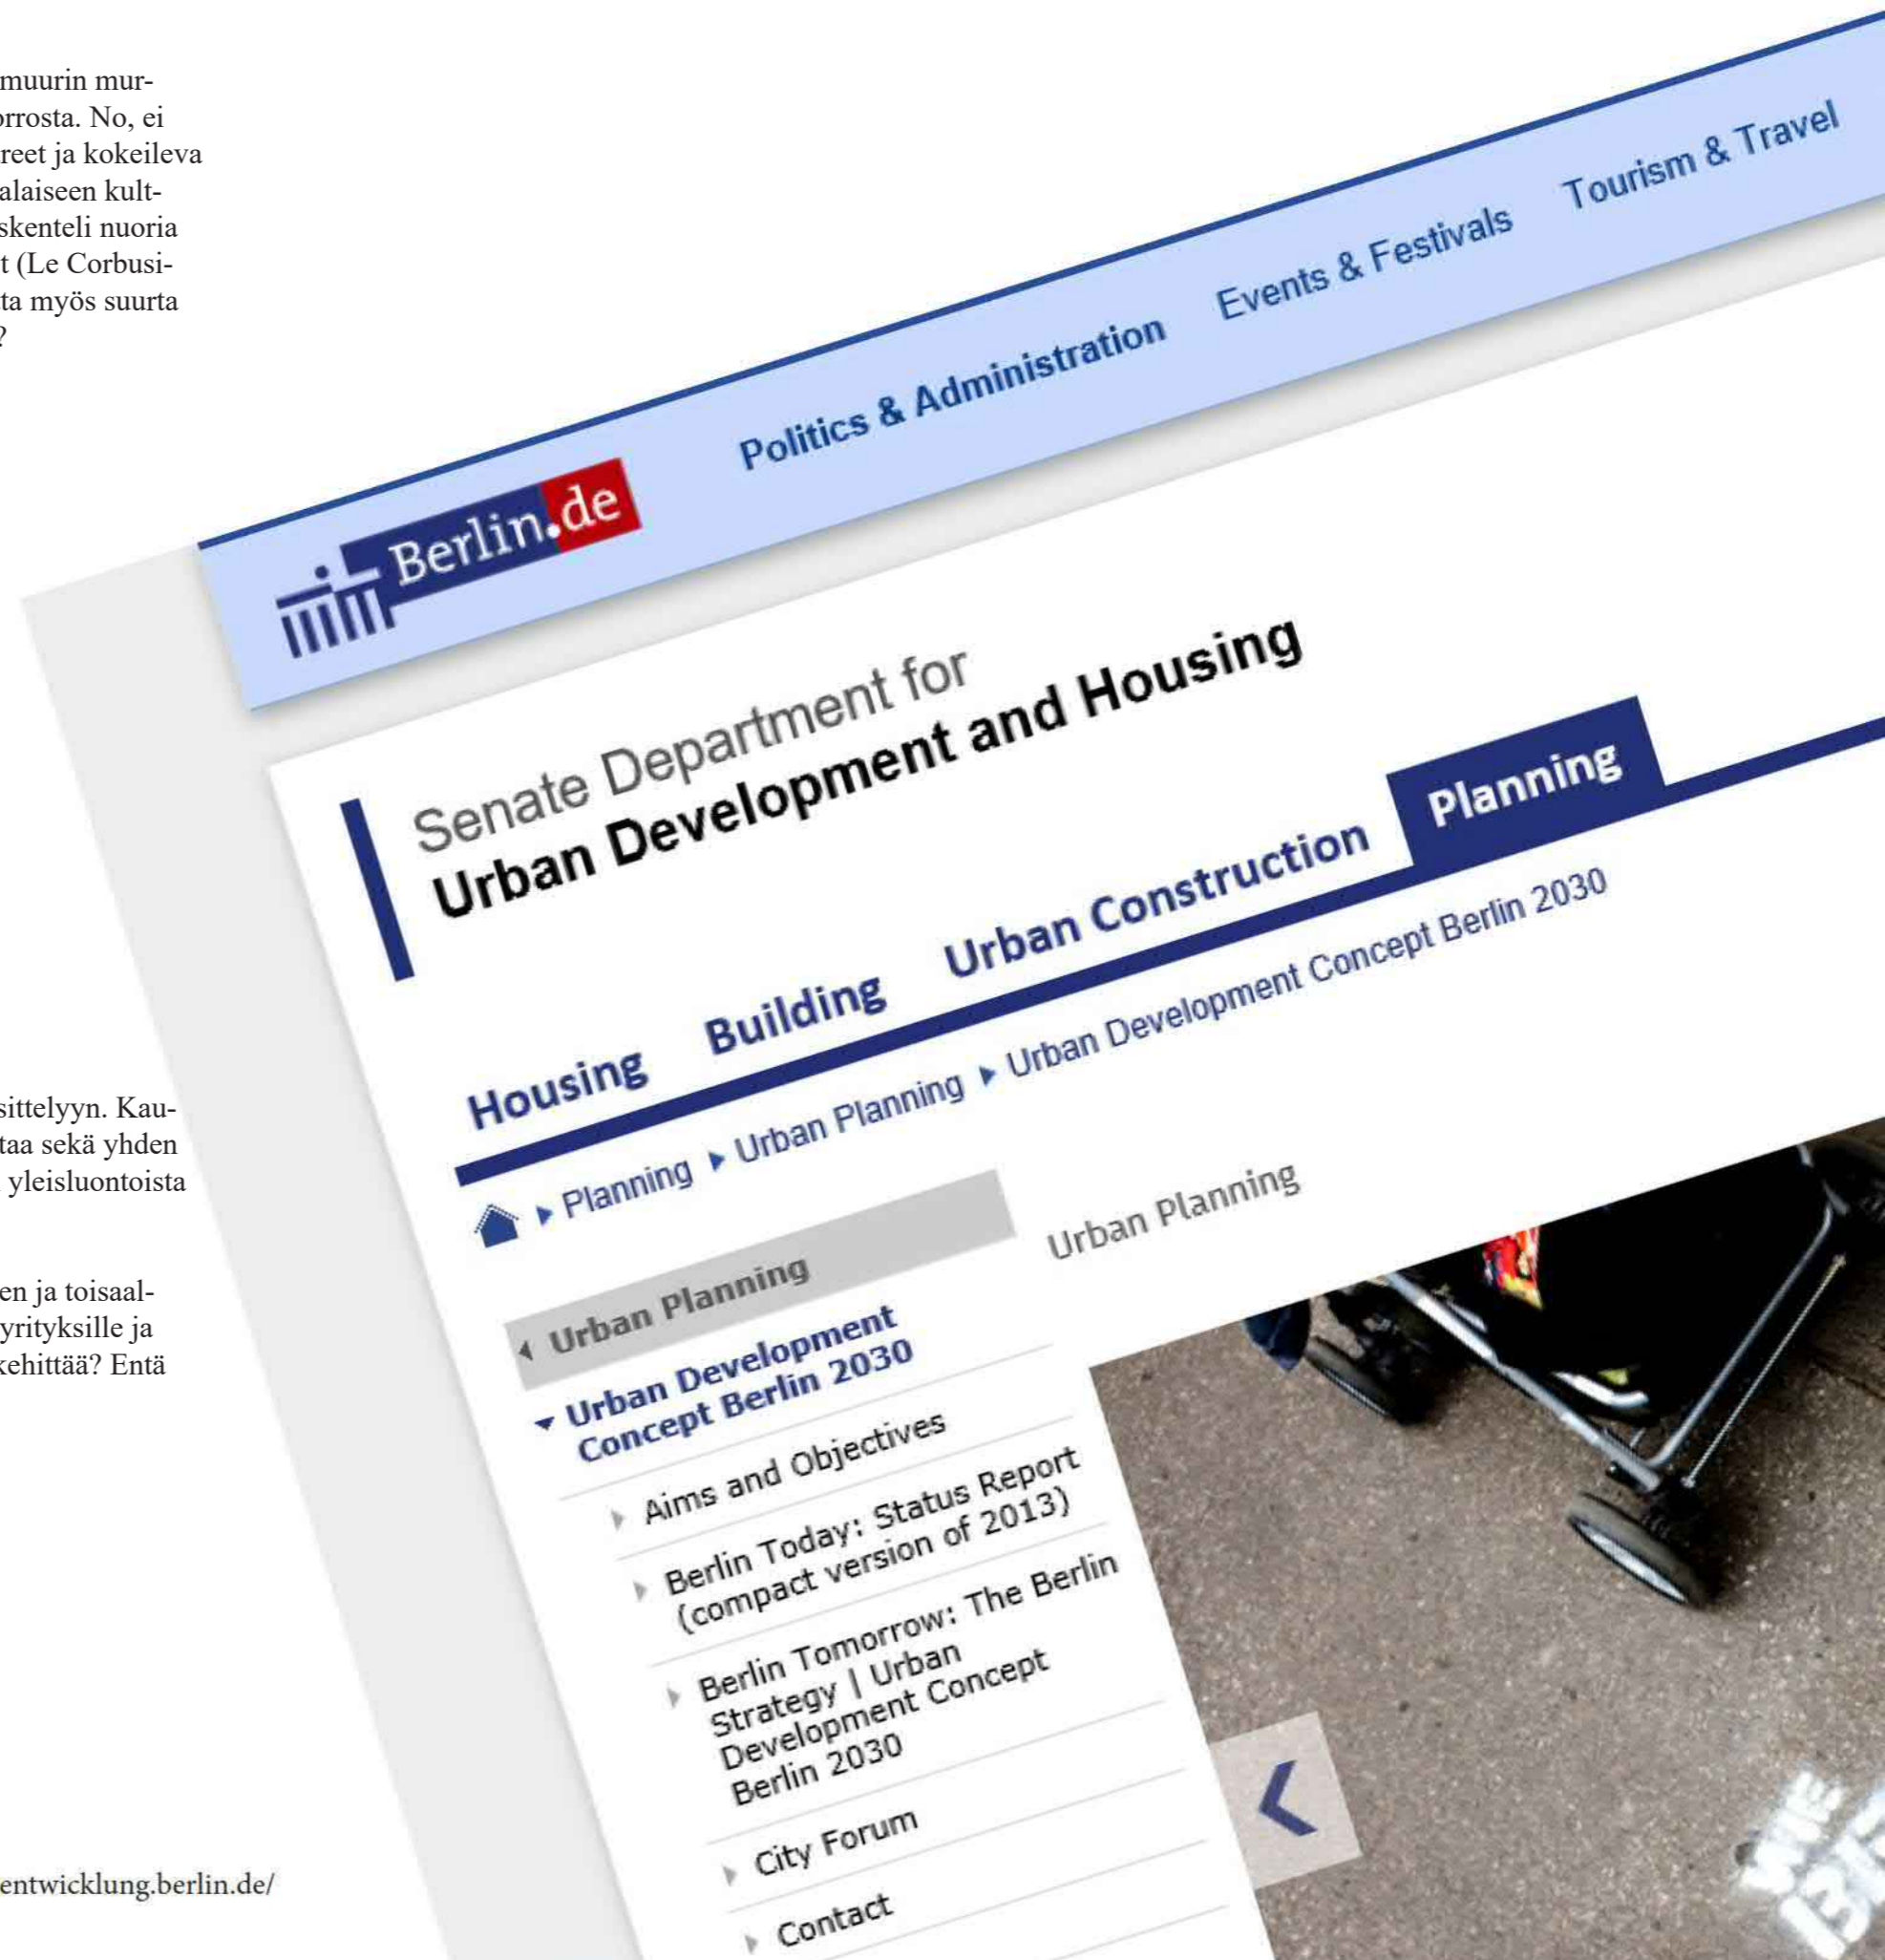 muurin mur-
orrosta. No, ei
reet ja kokeileva
alaiseen kult-
skenteli nuoria
t (Le Corbusi-
ta myös suurta
?
sittelyyn. Kau-
taa sekä yhden
yleisluontoista
en ja toisaal-
yrityksille ja
kehittää? Entä
entwicklung.berlin.de/
Berlin.de
Politics & Administration Events & Festivals Tourism & Travel
Senate Department for
Urban Development and Housing
Housing Building Urban Construction Planning
Planning Urban Planning Urban Development Concept Berlin 2030
Urban Planning
Urban Development
Concept Berlin 2030
Aims and Objectives
Berlin Today: Status Report
(compact version of 2013)
Berlin Tomorrow: The Berlin
Strategy | Urban
Development Concept
Berlin 2030
City Forum
Contact
Urban Planning
WIE